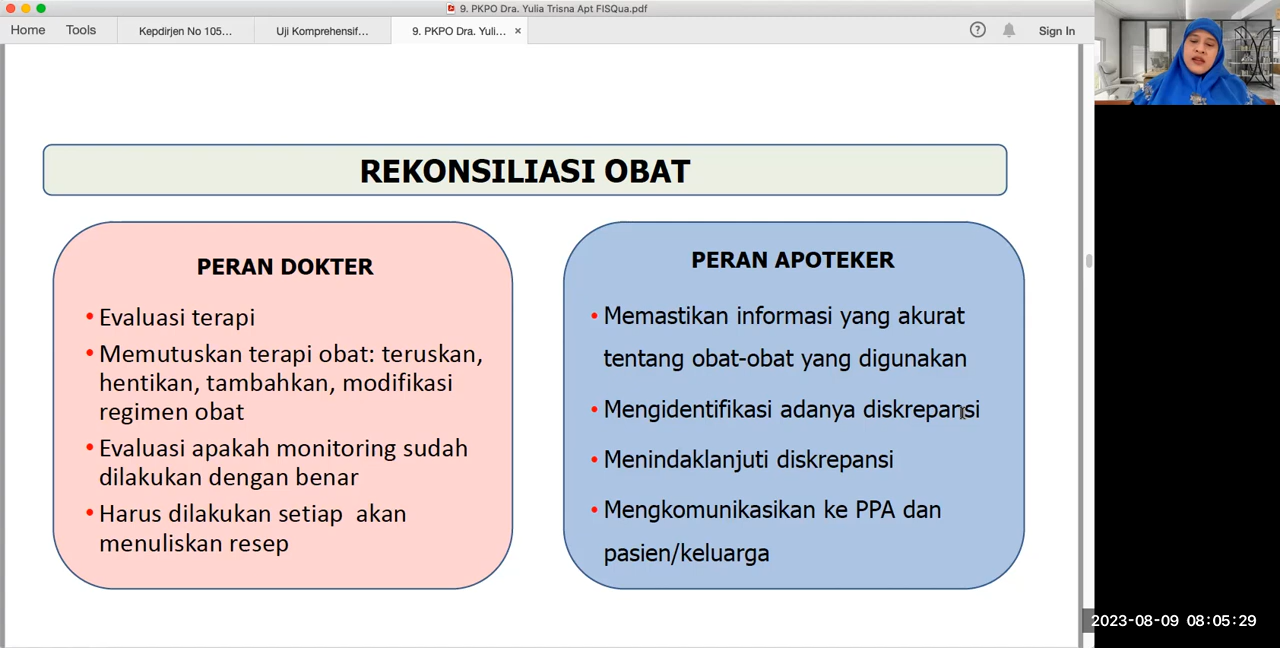 9. PKPO Dra. Yulia Trisna Apt FISQua.pdf
Home Tools Kepdirjen No 105... Uji Komprehensif... 9. PKPO Dra. Yuli... × ? Sign In
REKONSILIASI OBAT
PERAN DOKTER
• Evaluasi terapi
• Memutuskan terapi obat: teruskan,
hentikan, tambahkan, modifikasi
regimen obat
• Evaluasi apakah monitoring sudah
dilakukan dengan benar
• Harus dilakukan setiap akan
menuliskan resep
PERAN APOTEKER
• Memastikan informasi yang akurat
tentang obat-obat yang digunakan
• Mengidentifikasi adanya diskrepansi
• Menindaklanjuti diskrepansi
• Mengkomunikasikan ke PPA dan
pasien/keluarga
2023-08-09 08:05:29